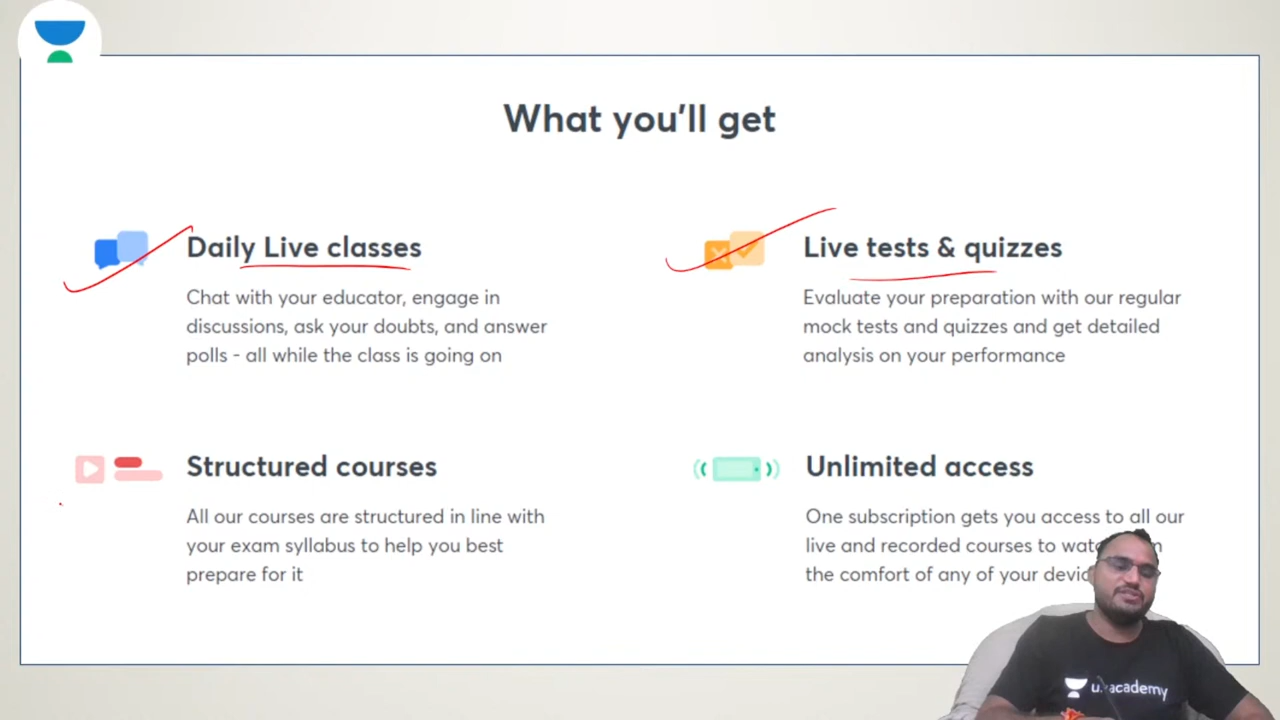 What you'll get
Daily Live classes
Chat with your educator, engage in
discussions, ask your doubts, and answer
polls - all while the class is going on
Live tests & quizzes
Evaluate your preparation with our regular
mock tests and quizzes and get detailed
analysis on your performance
Structured courses
All our courses are structured in line with
your exam syllabus to help you best
prepare for it
Unlimited access
One subscription gets you access to all our
live and recorded courses to
the comfort of any of your
unacademy